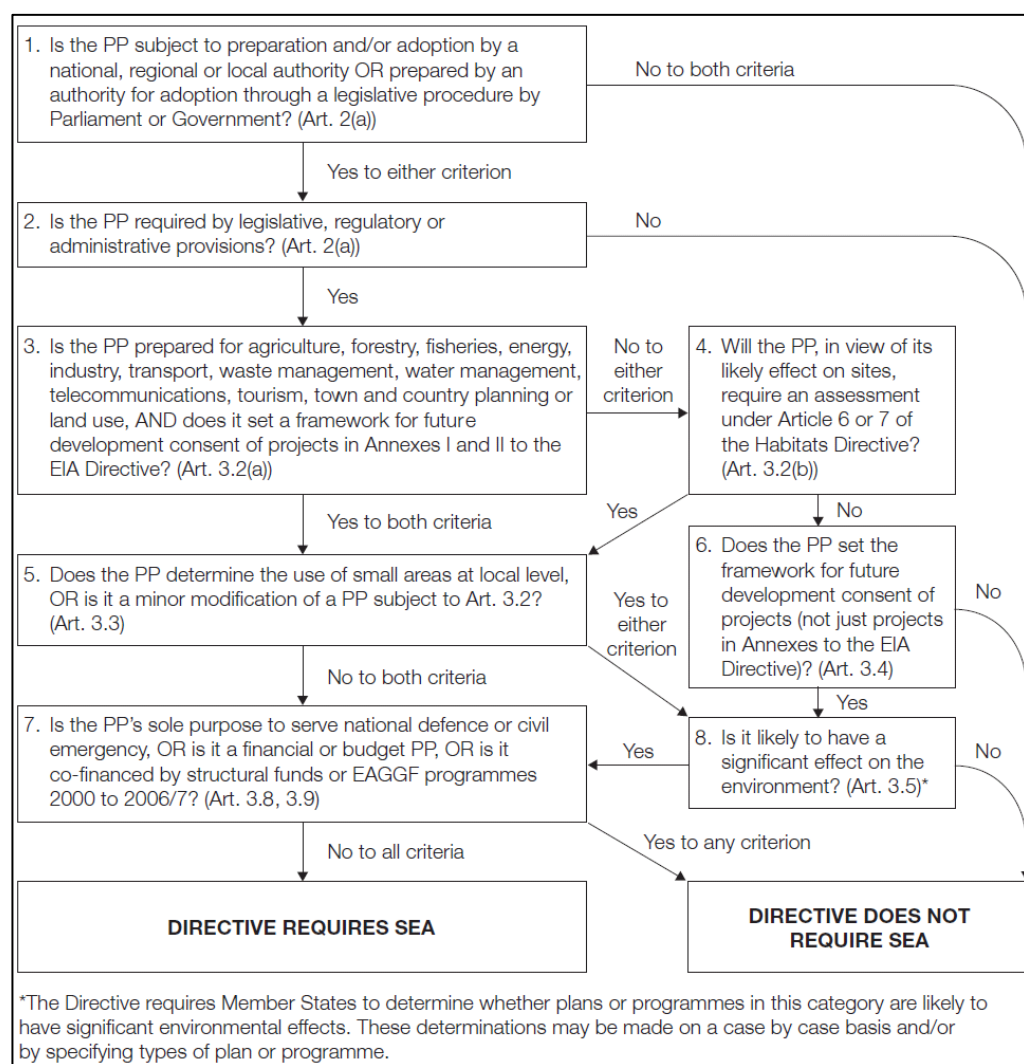 1. Is the PP subject to preparation and/or adoption by a
national, regional or local authority OR prepared by an
authority for adoption through a legislative procedure by
Parliament or Government? (Art. 2(a))
No to both criteria
Yes to either criterion
2. Is the PP required by legislative, regulatory or
administrative provisions? (Art. 2(a))
No
Yes
3. Is the PP prepared for agriculture, forestry, fisheries, energy,
industry, transport, waste management, water management,
telecommunications, tourism, town and country planning or
land use, AND does it set a framework for future
development consent of projects in Annexes I and II to the
EIA Directive? (Art. 3.2(a))
No to
either
criterion
4. Will the PP, in view of its
likely effect on sites,
require an assessment
under Article 6 or 7 of
the Habitats Directive?
(Art. 3.2(b))
Yes to both criteria
Yes
No
5. Does the PP determine the use of small areas at local level,
OR is it a minor modification of a PP subject to Art. 3.2?
(Art. 3.3)
Yes to
either
criterion
6. Does the PP set the
framework for future
development consent of
projects (not just projects
in Annexes to the EIA
Directive)? (Art. 3.4)
No
No to both criteria
Yes
7. Is the PP’s sole purpose to serve national defence or civil
emergency, OR is it a financial or budget PP, OR is it
co-financed by structural funds or EAGGF programmes
2000 to 2006/7? (Art. 3.8, 3.9)
Yes
8. Is it likely to have a
significant effect on the
environment? (Art. 3.5)*
No
No to all criteria
Yes to any criterion
DIRECTIVE REQUIRES SEA
DIRECTIVE DOES NOT
REQUIRE SEA
*The Directive requires Member States to determine whether plans or programmes in this category are likely to
have significant environmental effects. These determinations may be made on a case by case basis and/or
by specifying types of plan or programme.